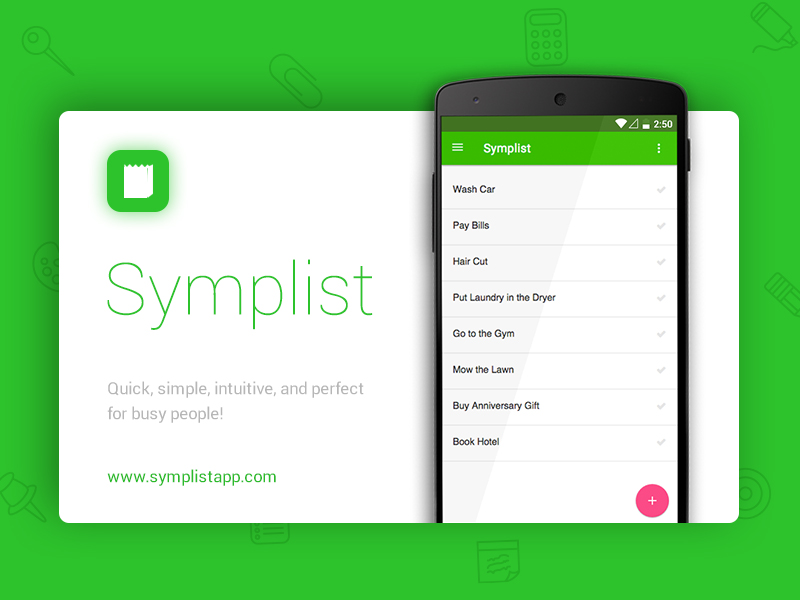 Symplist
Quick, simple, intuitive, and perfect
for busy people!
www.symplistapp.com
2:50
Symplist
Wash Car
Pay Bills
Hair Cut
Put Laundry in the Dryer
Go to the Gym
Mow the Lawn
Buy Anniversary Gift
Book Hotel